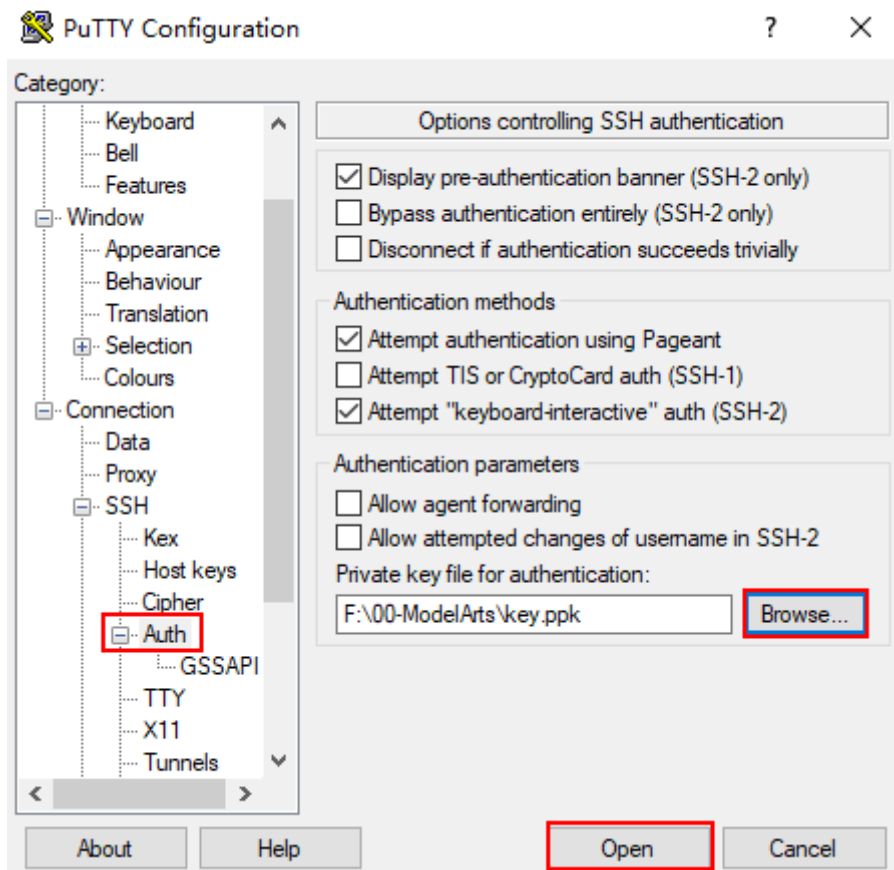 PuTTY Configuration
Category:
Keyboard
Bell
Features
Window
Appearance
Behaviour
Translation
Selection
Colours
Connection
Data
Proxy
SSH
Kex
Host keys
Cipher
Auth
GSSAPI
TTY
X11
Tunnels
Options controlling SSH authentication
Display pre-authentication banner (SSH-2 only)
Bypass authentication entirely (SSH-2 only)
Disconnect if authentication succeeds trivially
Authentication methods
Attempt authentication using Pageant
Attempt TIS or CryptoCard auth (SSH-1)
Attempt "keyboard-interactive" auth (SSH-2)
Authentication parameters
Allow agent forwarding
Allow attempted changes of username in SSH-2
Private key file for authentication:
F:\00-ModelArts\key.ppk
Browse...
About
Help
Open
Cancel